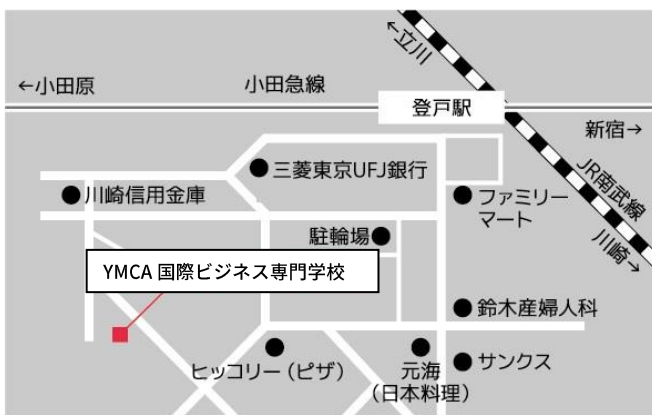 ←立川
←小田原
小田急線
登戸駅
新宿→
三菱東京UFJ銀行
JR南武線
川崎信用金庫
ファミリー
マート
川崎→
駐輪場
YMCA 国際ビジネス専門学校
鈴木産婦人科
ヒッコリー（ピザ）
元海
（日本料理）
サンクス